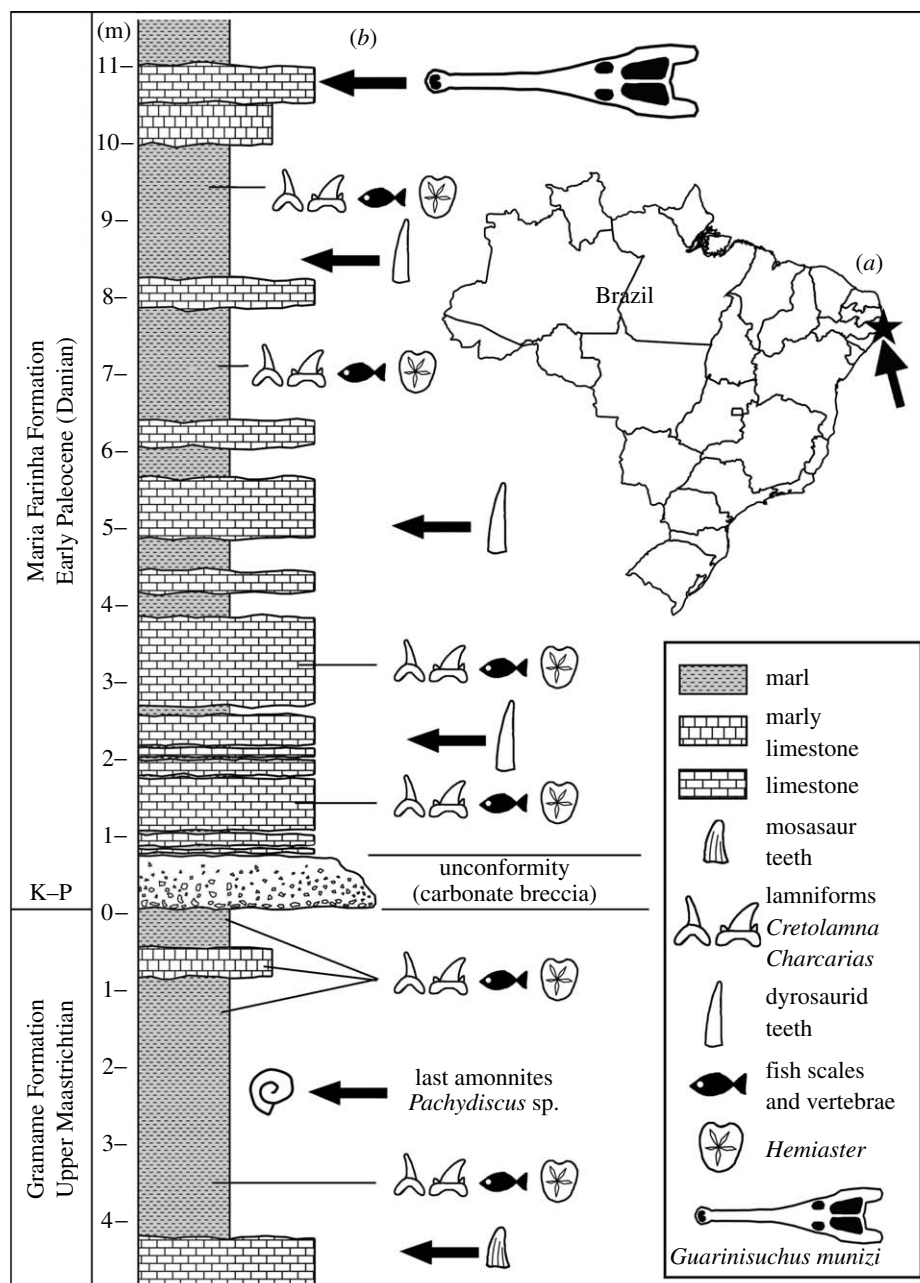 (m)
(b)
11–
10–
9–
8–
7–
6–
5–
4–
3–
2–
1–
0–
1–
2–
3–
4–
Maria Farinha Formation
Early Paleocene (Danian)
K–P
Gramame Formation
Upper Maastrichtian
(a)
Brazil
unconformity
(carbonate breccia)
last amonnites
Pachydiscus sp.
marl
marly
limestone
limestone
mosasaur
teeth
lamniforms
Cretolamna
Charcarias
dyrosaurid
teeth
fish scales
and vertebrae
Hemiaster
Guarinisuchus munizi